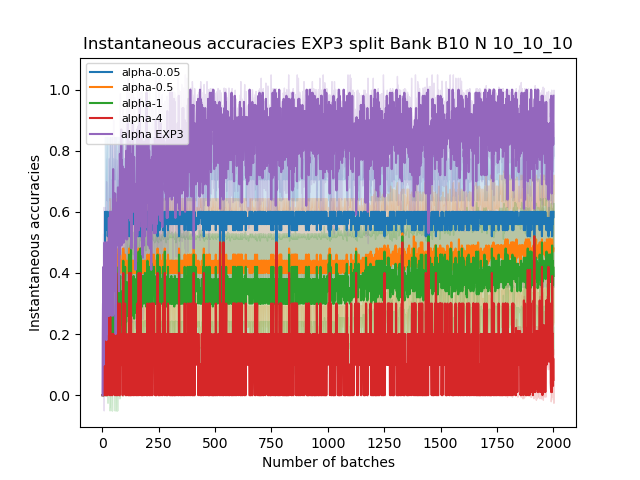 Instantaneous accuracies EXP3 split Bank B10 N 10_10_10
alpha-0.05
alpha-0.5
alpha-1
alpha-4
alpha EXP3
Instantaneous accuracies
1.0
0.8
0.6
0.4
0.2
0.0
0 250 500 750 1000 1250 1500 1750 2000
Number of batches